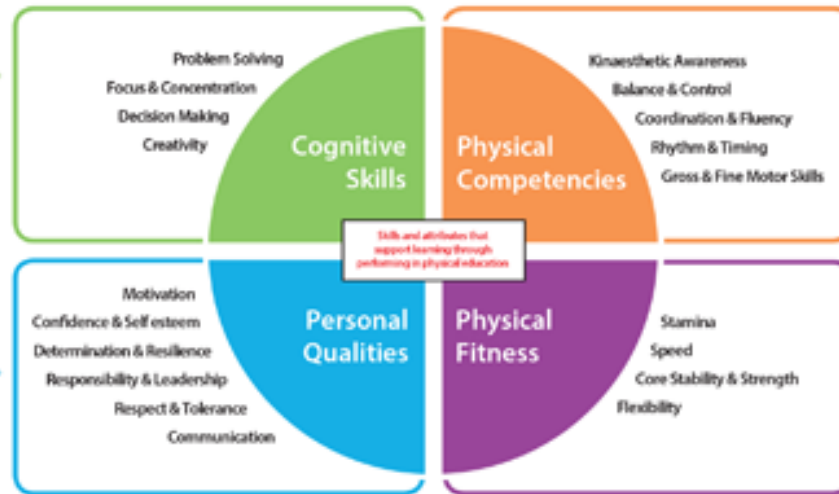 Problem Solving
Focus & Concentration
Decision Making
Creativity
Cognitive
Skills
Kinaesthetic Awareness
Balance & Control
Coordination & Fluency
Rhythm & Timing
Gross & Fine Motor Skills
Physical
Competencies
Skills and attributes that
support learning through
performing in physical education
Motivation
Confidence & Self esteem
Determination & Resilience
Responsibility & Leadership
Respect & Tolerance
Communication
Personal
Qualities
Physical
Fitness
Stamina
Speed
Core Stability & Strength
Flexibility